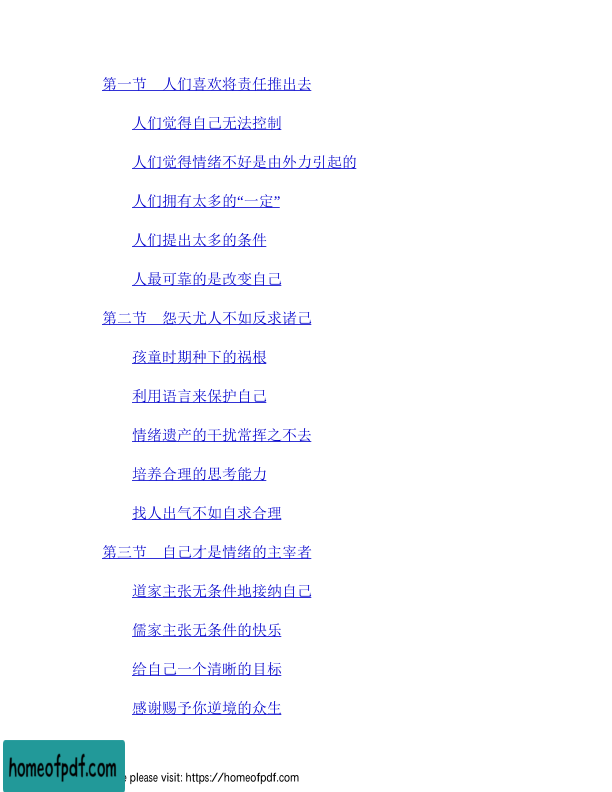 第一节　人们喜欢将责任推出去
人们觉得自己无法控制
人们觉得情绪不好是由外力引起的
人们拥有太多的“一定”
人们提出太多的条件
人最可靠的是改变自己
第二节　怨天尤人不如反求诸己
孩童时期种下的祸根
利用语言来保护自己
情绪遗产的干扰常挥之不去
培养合理的思考能力
找人出气不如自求合理
第三节　自己才是情绪的主宰者
道家主张无条件地接纳自己
儒家主张无条件的快乐
给自己一个清晰的目标
感谢赐予你逆境的众生
homeofpdf.com
please visit: https://homeofpdf.com